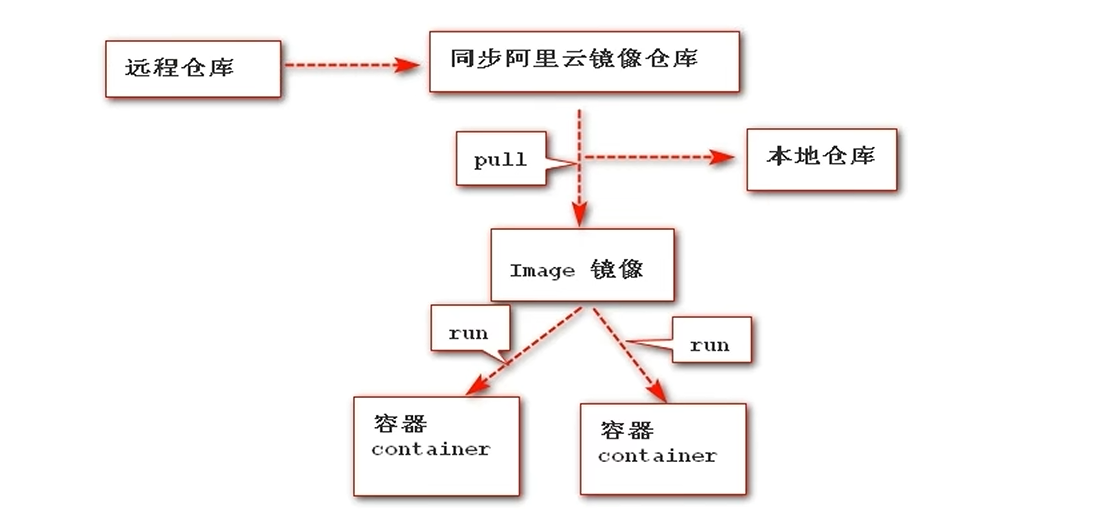 远程仓库
同步阿里云镜像仓库
pull
本地仓库
Image 镜像
run
run
容器
container
容器
container